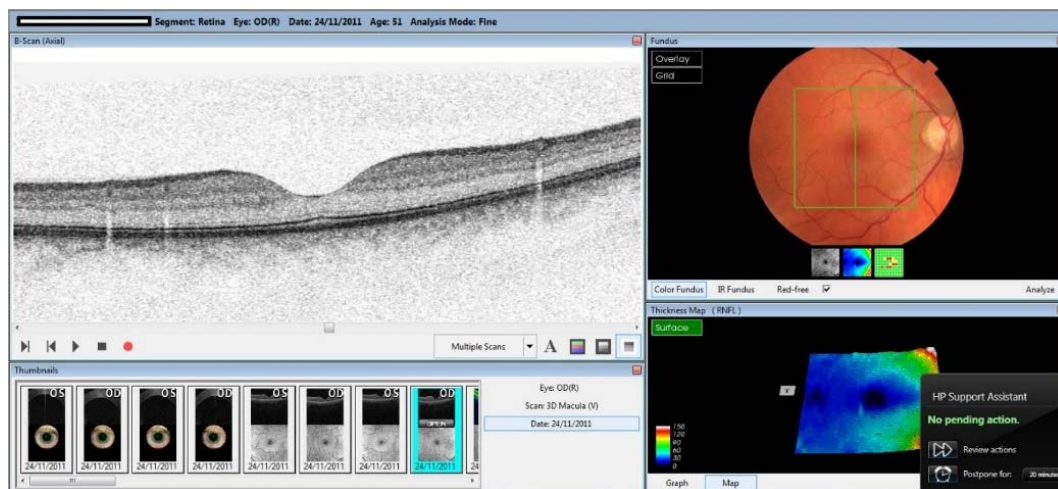 Segment: Retina Eye: OD(R) Date: 24/11/2011 Age: 51 Analysis Mode: Fine
B-Scan (Axial)
Multiple Scans
A
Thumbnails
OS OD OD OD OS OD OS OD
OPEN
24/11/2011 24/11/2011 24/11/2011 24/11/2011 24/11/2011 24/11/2011 24/11/2011 24/11/2011
Eye: OD(R)
Scan: 3D Macula (V)
Date: 24/11/2011
Fundus
Overlay
Grid
Color Fundus IR Fundus Red-free Analyze
Thickness Map ( RNFL )
Surface
150
120
90
60
30
0
Graph Map
HP Support Assistant
No pending action.
Review actions
Postpone for: 20 minutes